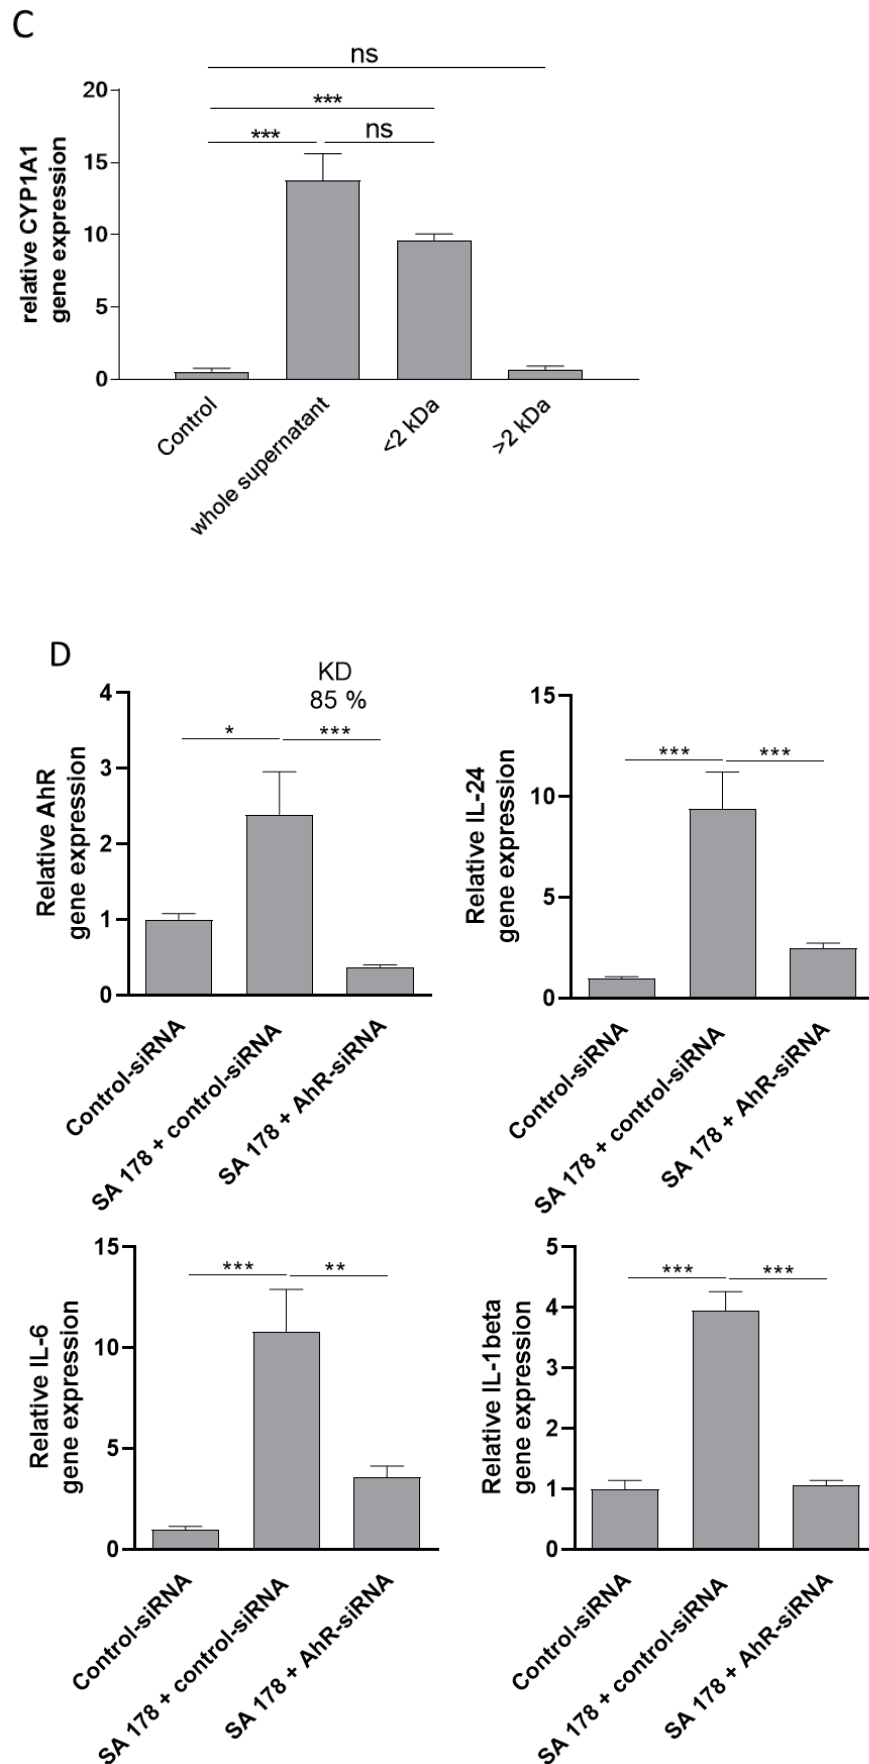 C
ns
***
*** ns
relative CYP1A1
gene expression
20
15
10
5
0
Control
whole supernatant
<2 kDa
>2 kDa
D
KD
85 %
* ***
Relative AhR
gene expression
4
3
2
1
0
Control-siRNA
SA 178 + control-siRNA
SA 178 + AhR-siRNA
*** ***
Relative IL-24
gene expression
15
10
5
0
Control-siRNA
SA 178 + control-siRNA
SA 178 + AhR-siRNA
*** **
Relative IL-6
gene expression
15
10
5
0
Control-siRNA
SA 178 + control-siRNA
SA 178 + AhR-siRNA
*** ***
Relative IL-1beta
gene expression
5
4
3
2
1
0
Control-siRNA
SA 178 + control-siRNA
SA 178 + AhR-siRNA